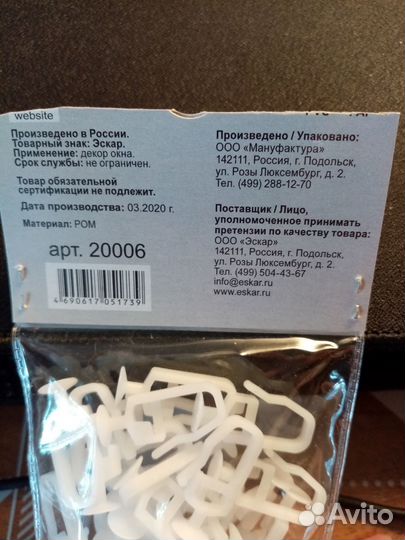 website
Произведено в России.
Товарный знак: Эскар.
Применение: декор окна.
Срок службы: не ограничен.
Товар обязательной
сертификации не подлежит.
Дата производства: 03.2020 г.
Материал: POM
арт. 20006
4690617051739
Произведено / Упаковано:
ООО «Мануфактура»
142111, Россия, г. Подольск,
ул. Розы Люксембург, д. 2.
Тел. (499) 288-12-70
Поставщик / Лицо,
уполномоченное принимать
претензии по качеству товара:
ООО «Эскар»
142111, Россия, г. Подольск,
ул. Розы Люксембург, д. 2.
Тел. (499) 504-43-67
info@eskar.ru
www.eskar.ru
Avito